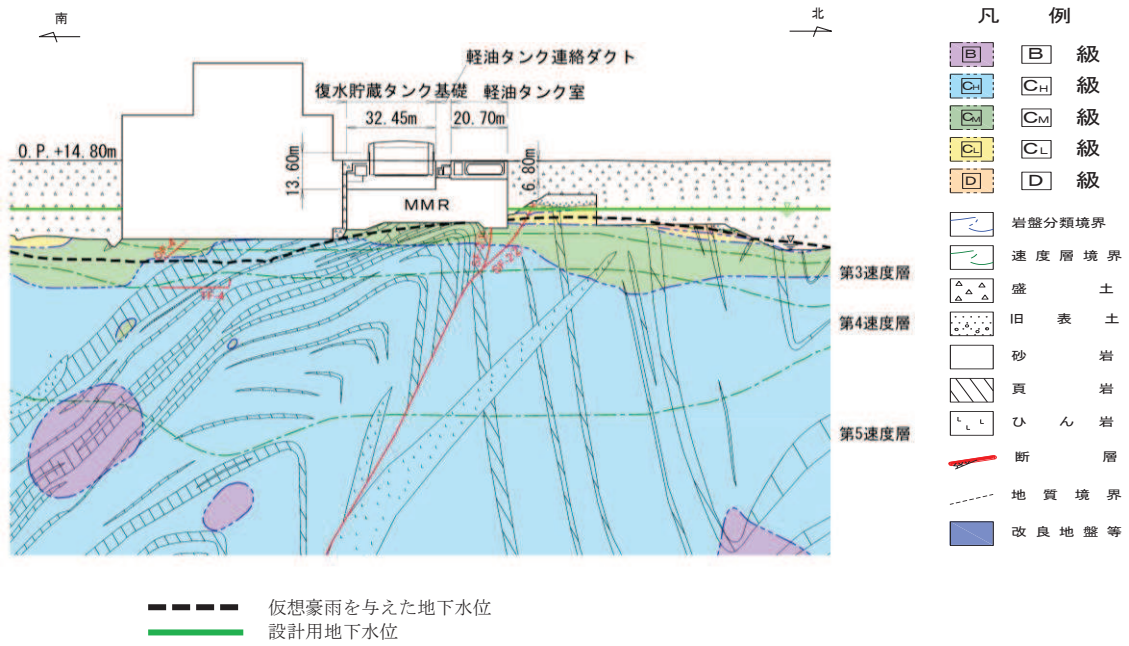 南
北
軽油タンク連絡ダクト
復水貯蔵タンク基礎 軽油タンク室
32.45m 20.70m
O.P.+14.80m
13.60m
6.80m
MMR
第3速度層
第4速度層
第5速度層
凡 例
B B 級
CH CH 級
CM CM 級
CL CL 級
D D 級
岩盤分類境界
速度層境界
盛土
旧表土
砂岩
頁岩
ひん岩
断層
地質境界
改良地盤等
仮想豪雨を与えた地下水位
設計用地下水位